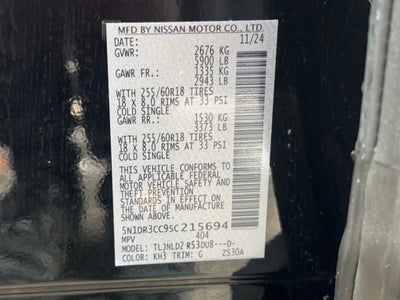 MFD BY NISSAN MOTOR CO., LTD.
DATE: 11/24
GVWR: 2676 KG
5900 LB
GAWR FR.: 1335 KG
2943 LB
WITH 255/60R18 TIRES
18 x 8.0 RIMS AT 33 PSI
COLD SINGLE
GAWR RR.: 1530 KG
3373 LB
WITH 255/60R18 TIRES
18 x 8.0 RIMS AT 33 PSI
COLD SINGLE
THIS VEHICLE CONFORMS TO
ALL APPLICABLE FEDERAL
MOTOR VEHICLE SAFETY AND
THEFT PREVENTION
STANDARDS IN EFFECT ON
THE DATE OF MANUFACTURE
SHOWN ABOVE.
5N1DR3CC9SC215694
MPV 404
MODEL: TLJNLD2 R53DU8---D-
COLOR: KH3 TRIM: G Z530A